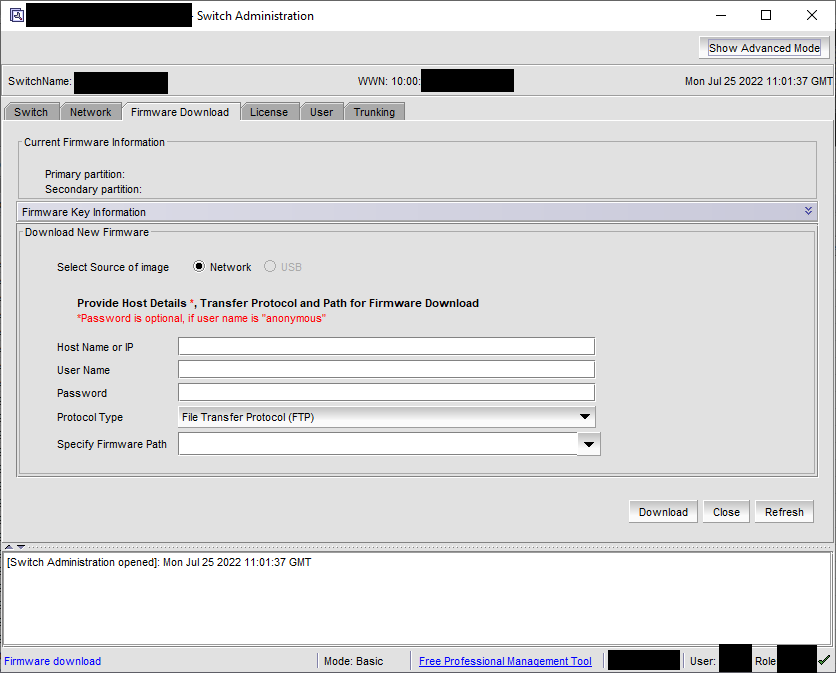 - Switch Administration
Show Advanced Mode
SwitchName:
WWN: 10:00:
Mon Jul 25 2022 11:01:37 GMT
Switch Network Firmware Download License User Trunking
Current Firmware Information
Primary partition:
Secondary partition:
Firmware Key Information
Download New Firmware
Select Source of image Network USB
Provide Host Details *, Transfer Protocol and Path for Firmware Download
*Password is optional, if user name is "anonymous"
Host Name or IP
User Name
Password
Protocol Type File Transfer Protocol (FTP)
Specify Firmware Path
Download Close Refresh
[Switch Administration opened]: Mon Jul 25 2022 11:01:37 GMT
Firmware download Mode: Basic Free Professional Management Tool User: Role